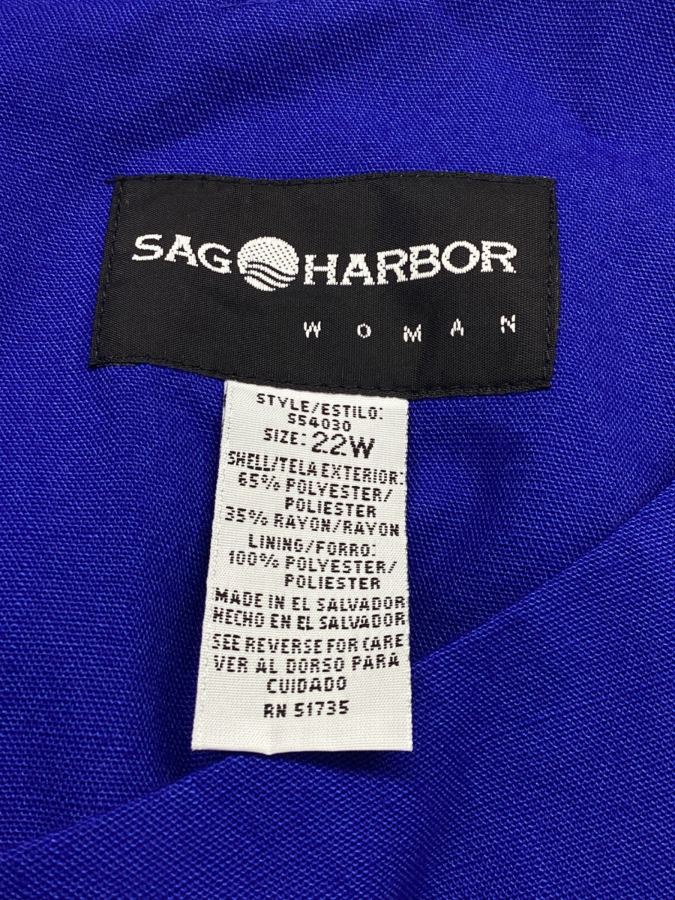 SAG HARBOR
WOMAN
STYLE/ESTILO:
S54030
SIZE: 22W
SHELL/TELA EXTERIOR:
65% POLYESTER/
POLIESTER
35% RAYON/RAYON
LINING/FORRO:
100% POLYESTER/
POLIESTER
MADE IN EL SALVADOR
HECHO EN EL SALVADOR
SEE REVERSE FOR CARE
VER AL DORSO PARA
CUIDADO
RN 51735